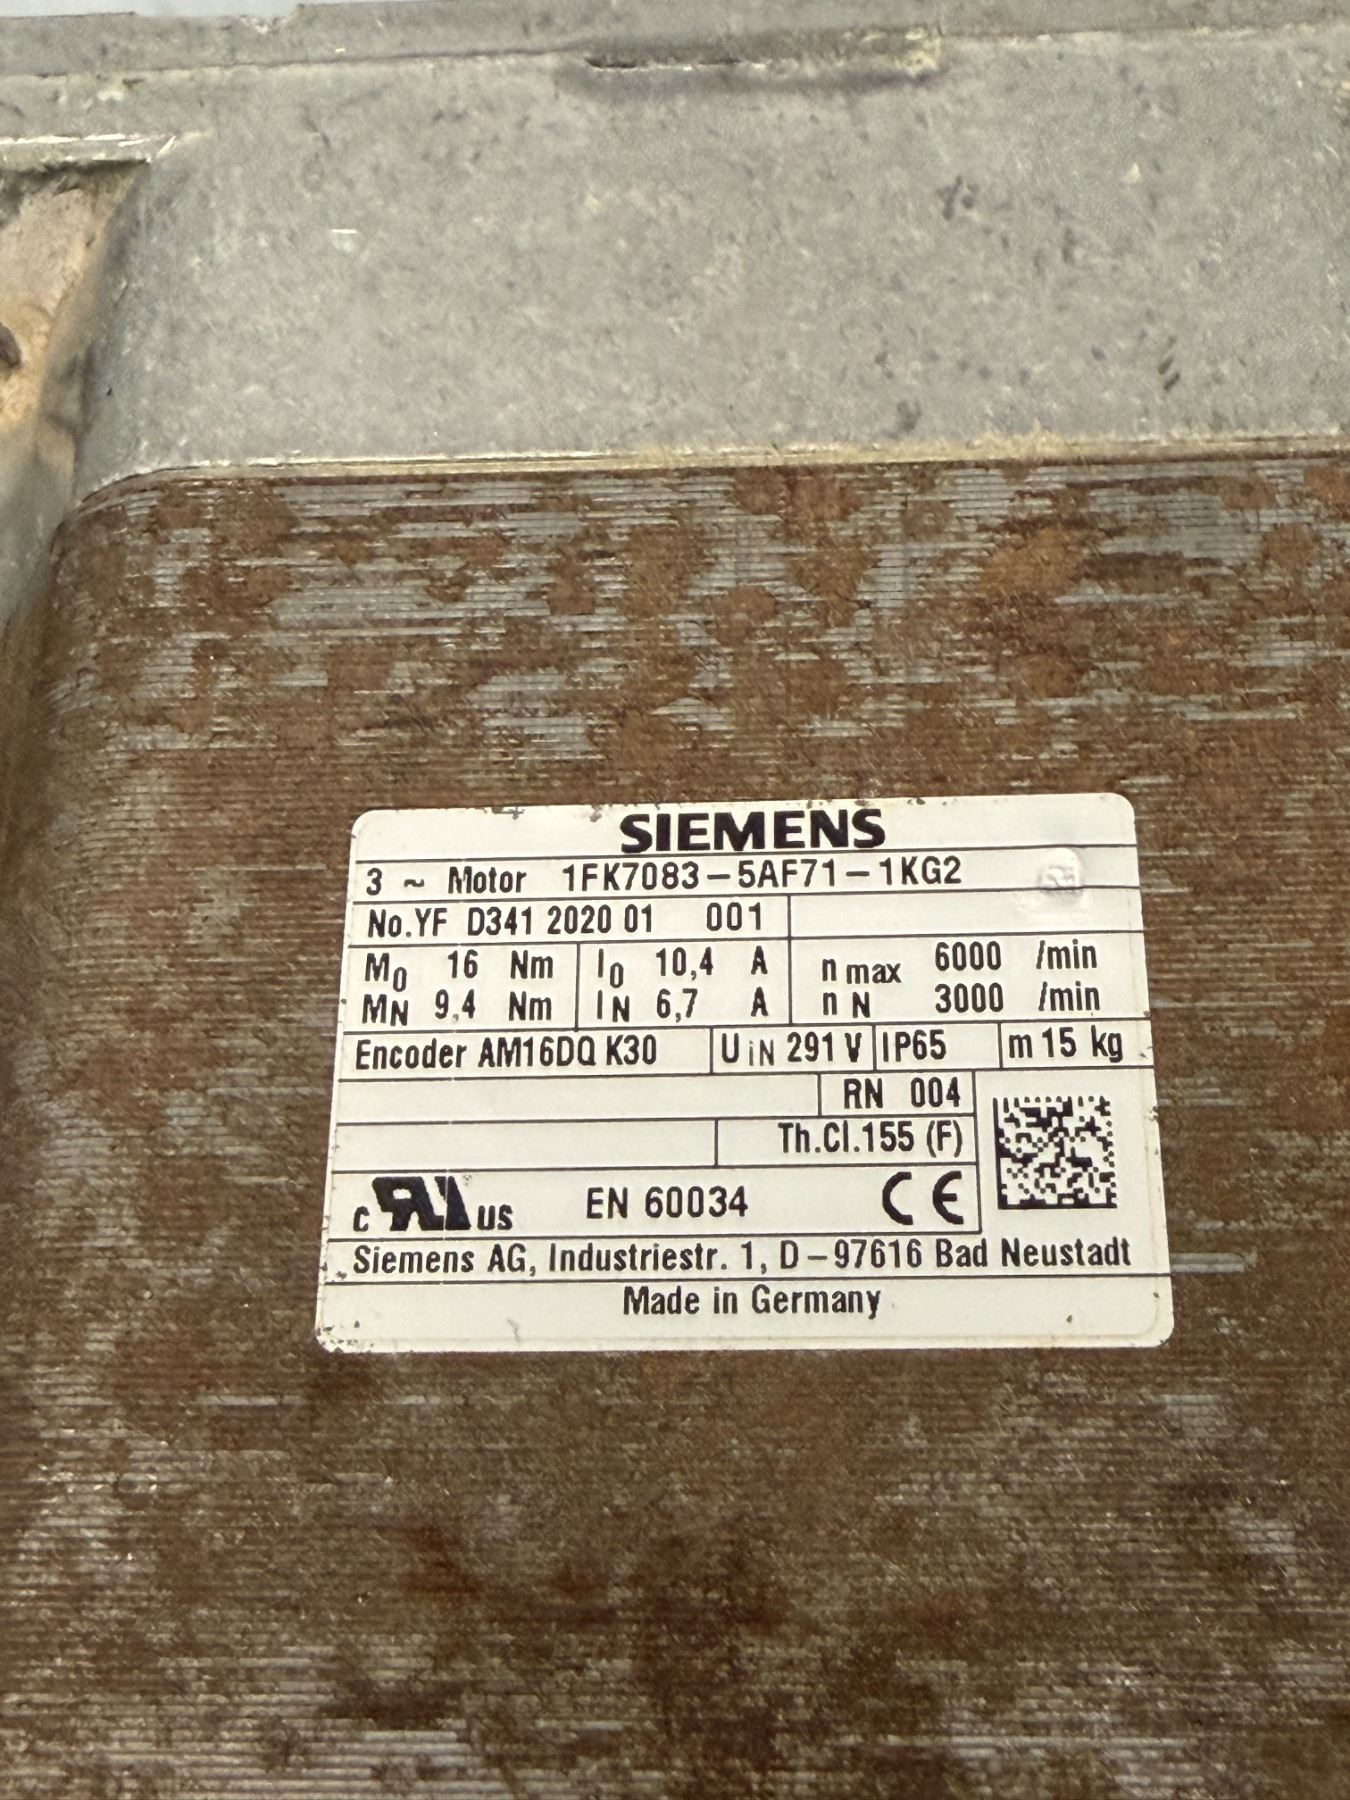 SIEMENS
3 ~ Motor 1FK7083-5AF71-1KG2
No.YF D341 2020 01 001
M0 16 Nm I0 10,4 A n max 6000 /min
MN 9,4 Nm IN 6,7 A n N 3000 /min
Encoder AM16DQ K30 U iN 291 V IP65 m 15 kg
RN 004
Th.Cl.155 (F)
c RU US EN 60034 CE
Siemens AG, Industriestr. 1, D-97616 Bad Neustadt
Made in Germany